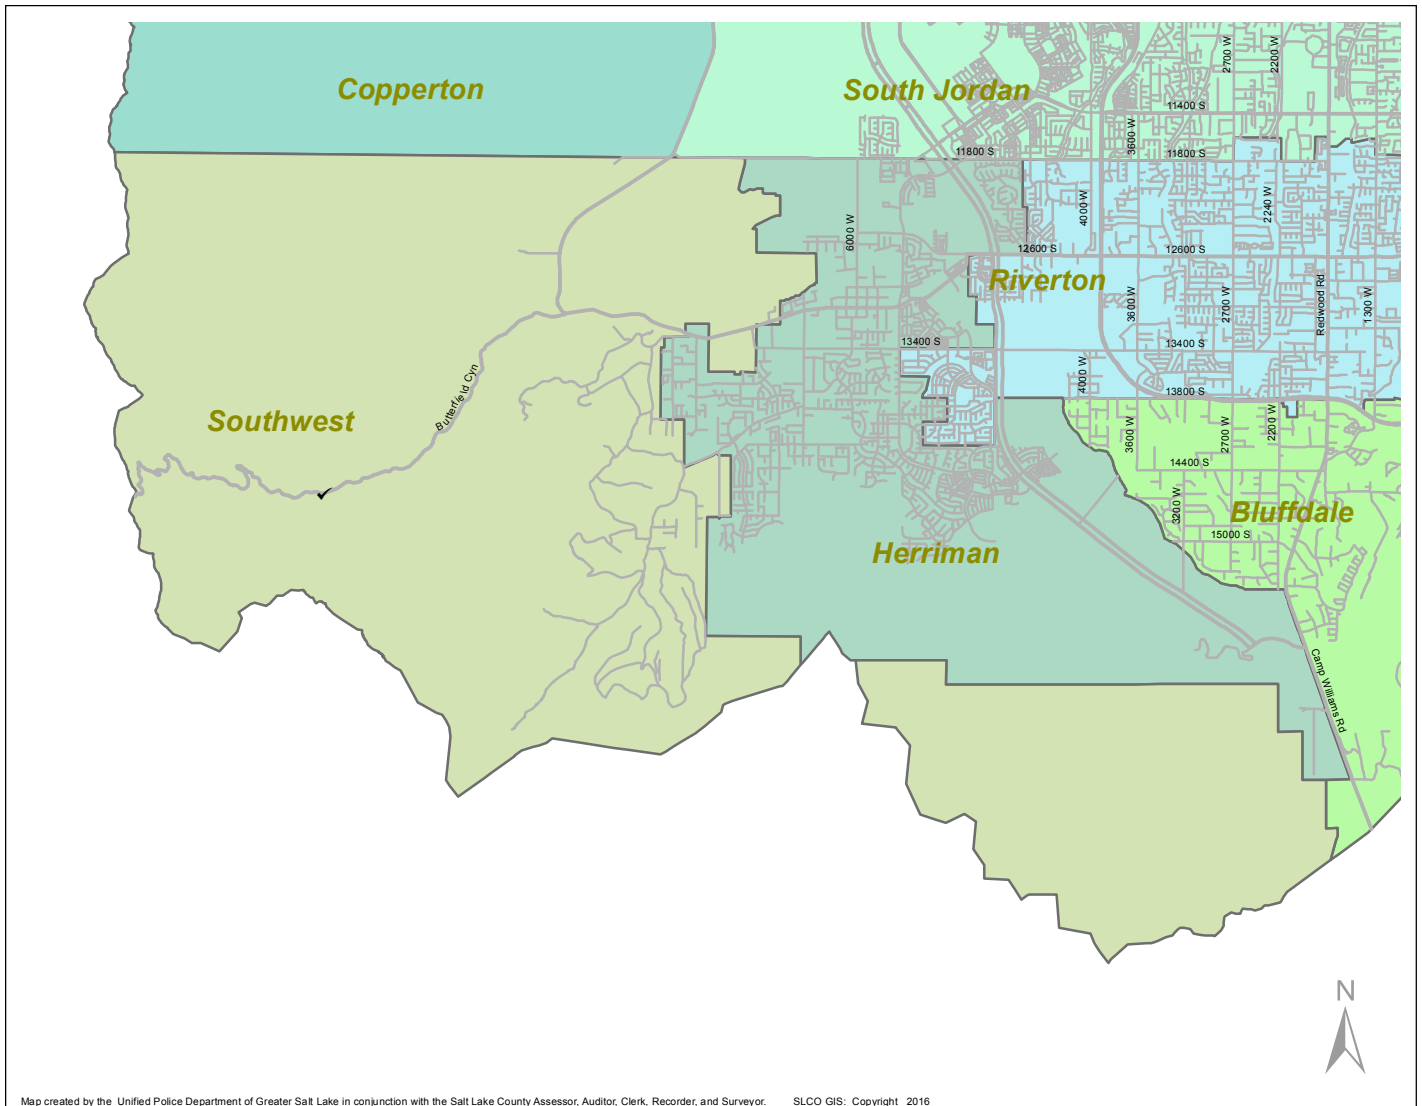 2700 W
2200 W
Copperton
South Jordan
11400 S
3600 W
11800 S
11800 S
4000 W
2240 W
6000 W
12600 S
12600 S
Riverton
3600 W
2700 W
Redwood Rd
1300 W
13400 S
13400 S
4000 W
13800 S
Butterfield Cyn
Southwest
3600 W
2700 W
2200 W
14400 S
3200 W
Bluffdale
15000 S
Herriman
Camp Williams Rd
N
Map created by the Unified Police Department of Greater Salt Lake in conjunction with the Salt Lake County Assessor, Auditor, Clerk, Recorder, and Surveyor. SLCO GIS: Copyright 2016